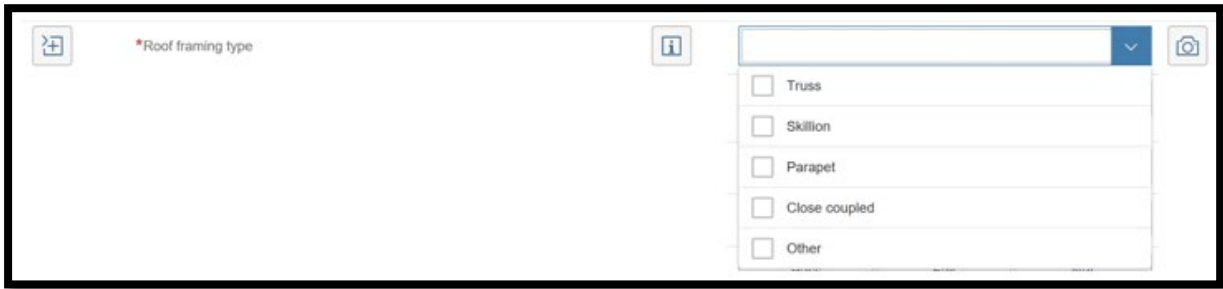 *Roof framing type
Truss
Skillion
Parapet
Close coupled
Other